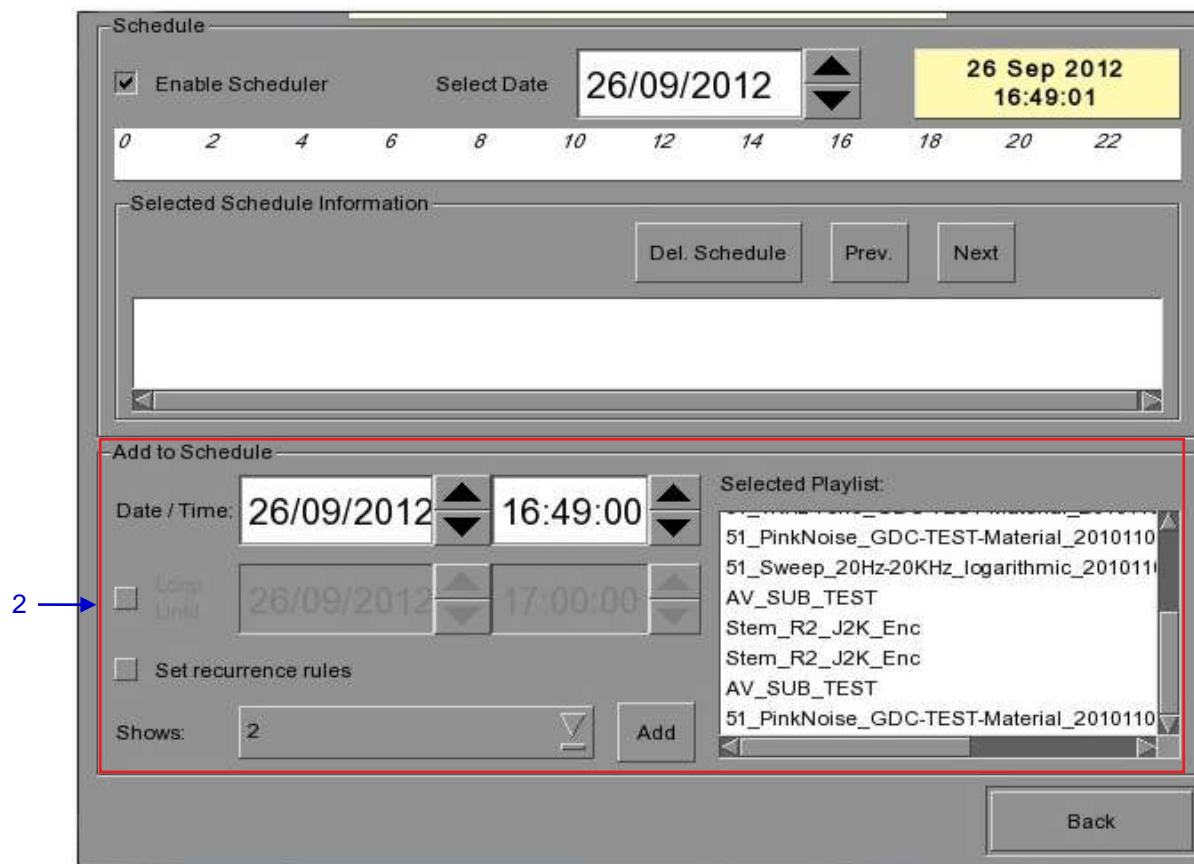 Schedule
Enable Scheduler Select Date 26/09/2012 26 Sep 2012
16:49:01
0 2 4 6 8 10 12 14 16 18 20 22
Selected Schedule Information
Del. Schedule Prev. Next
Add to Schedule
Date / Time: 26/09/2012 16:49:00
Loop
Until 26/09/2012 17:00:00
Set recurrence rules
Shows: 2 Add
Selected Playlist:
51_PinkNoise_GDC-TEST-Material_2010110
51_Sweep_20Hz-20KHz_logarithmic_201011
AV_SUB_TEST
Stem_R2_J2K_Enc
Stem_R2_J2K_Enc
AV_SUB_TEST
51_PinkNoise_GDC-TEST-Material_2010110
2
Back